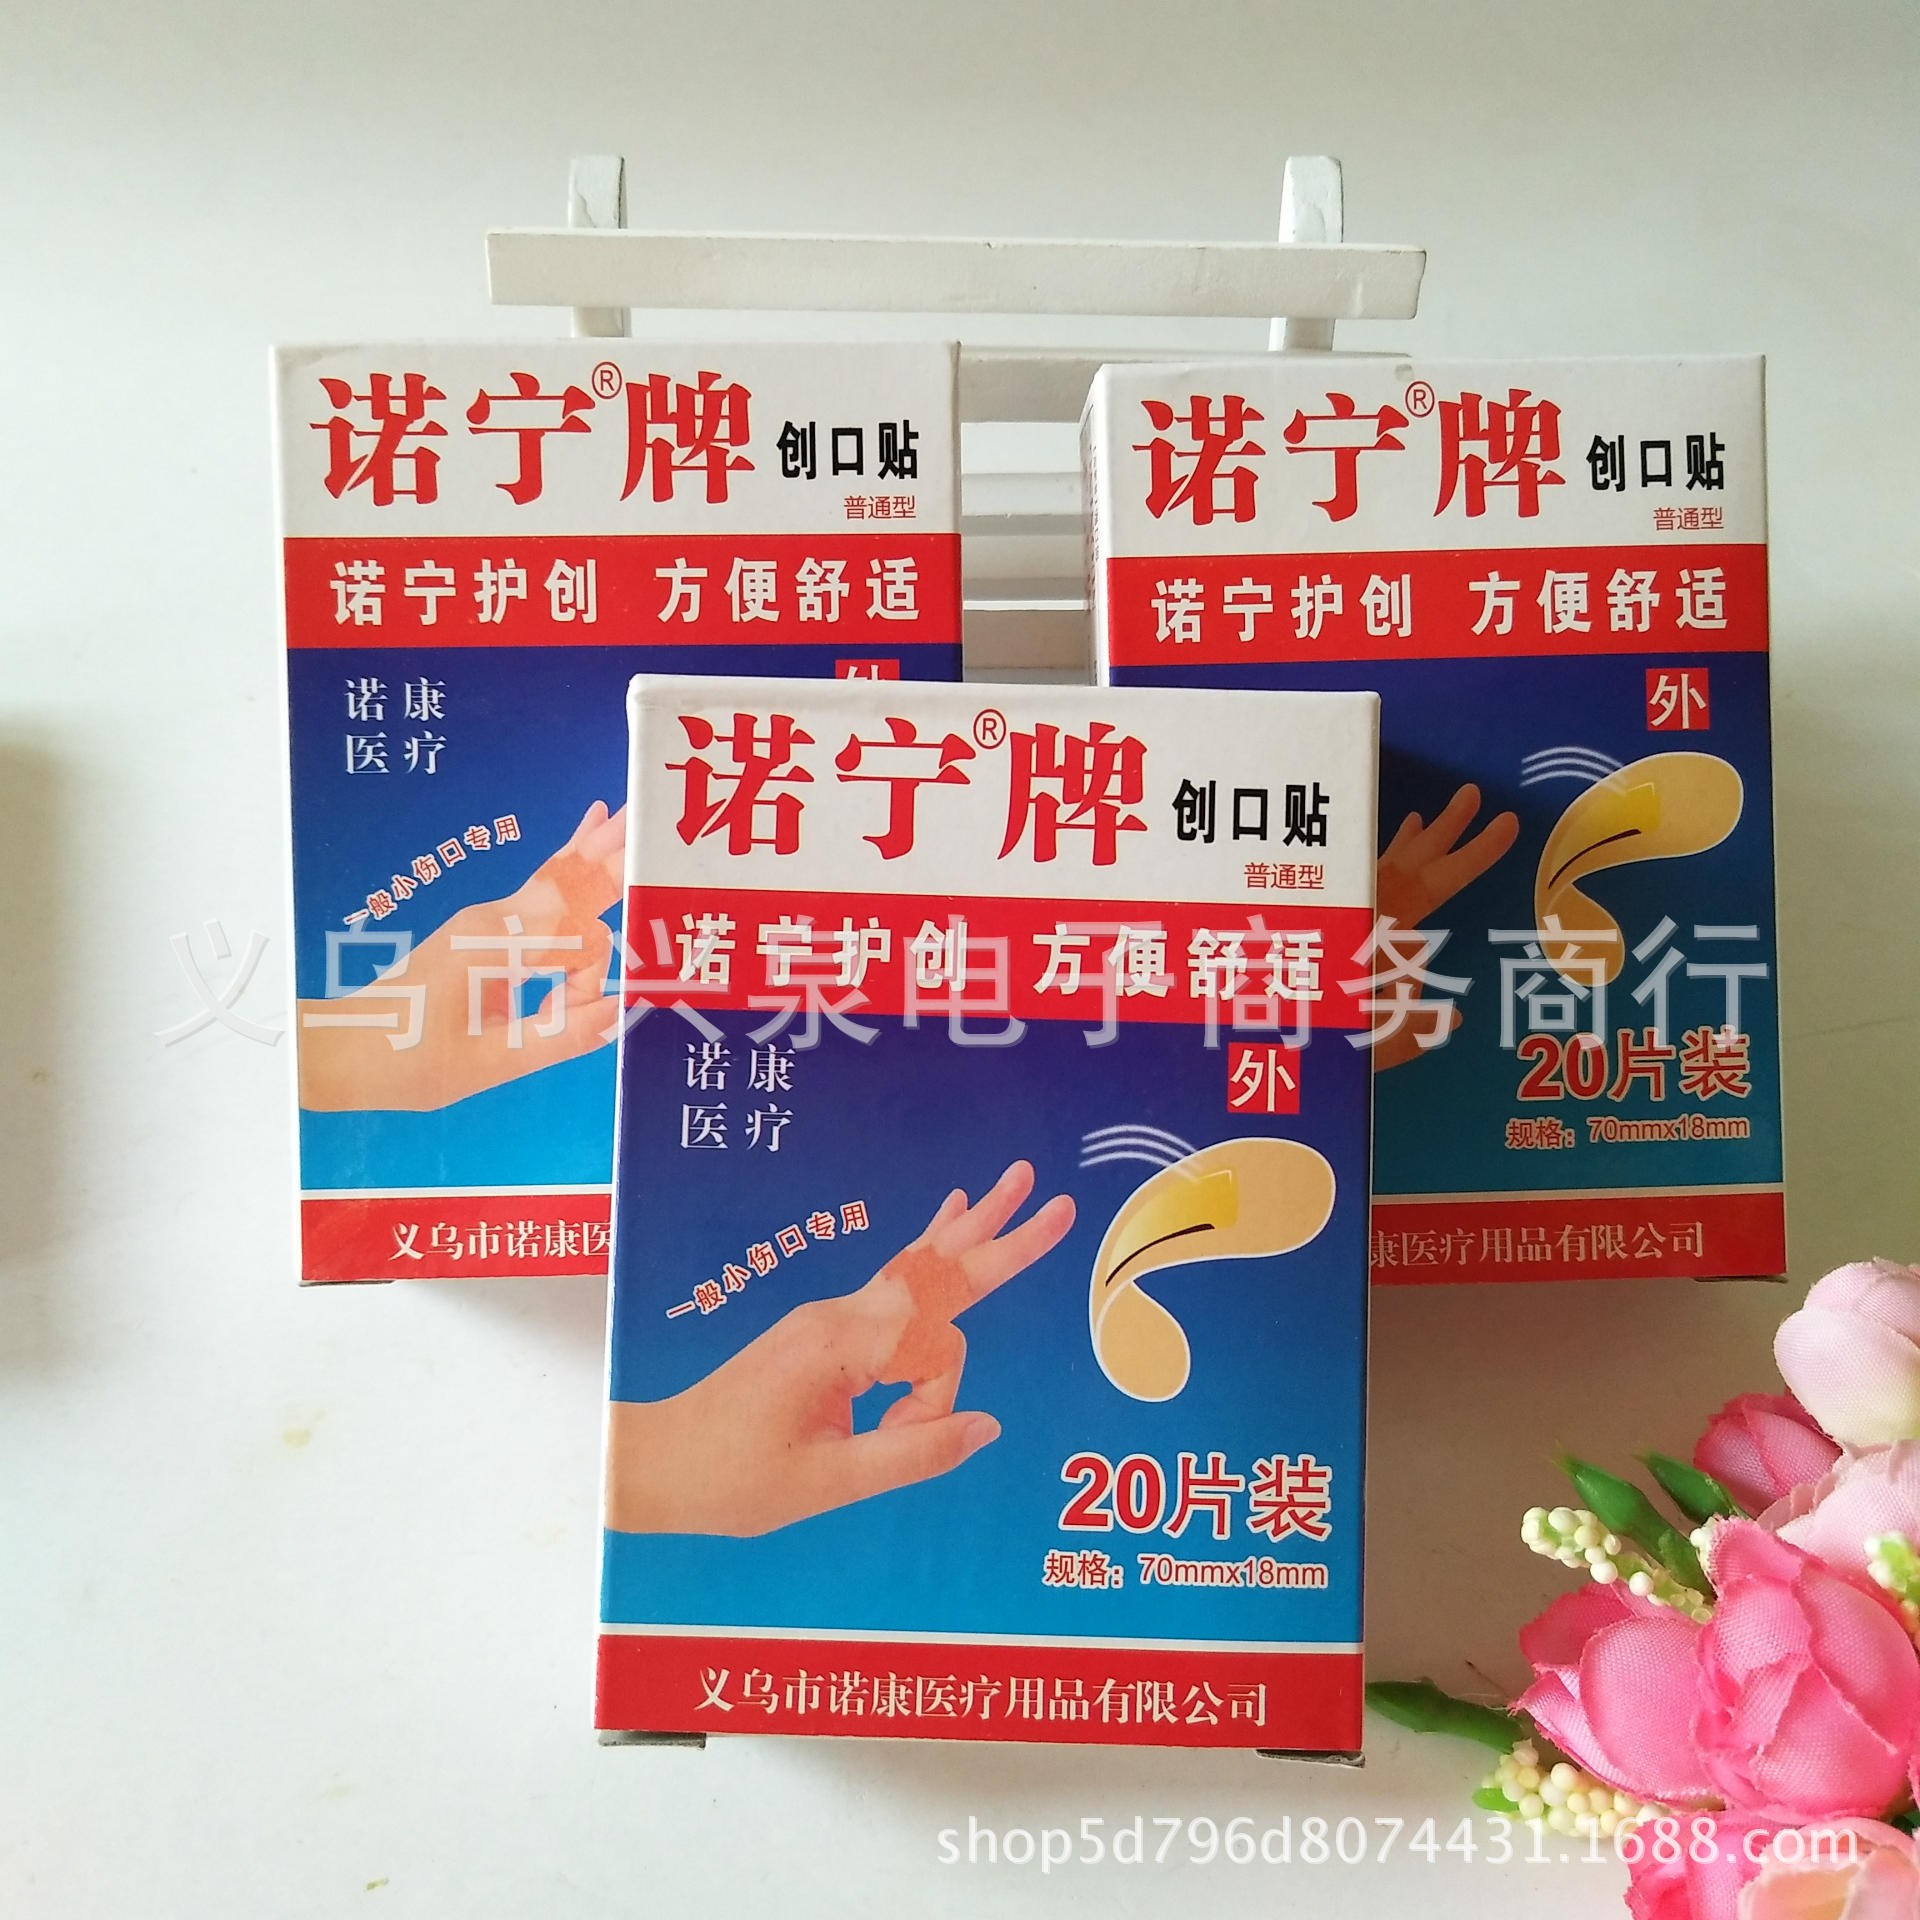 诺宁®牌 创口贴
普通型
诺宁护创 方便舒适
诺康
医疗
一般小伤口专用
义乌市诺康医
诺宁®牌 创口贴
普通型
诺宁护创 方便舒适
外
20片装
规格：70mmx18mm
康医疗用品有限公司
诺宁®牌 创口贴
普通型
诺宁护创 方便舒适
诺康
医疗
外
一般小伤口专用
20片装
规格：70mmx18mm
义乌市诺康医疗用品有限公司
义乌市兴泉电子商务商行
shop5d796d8074431.1688.com